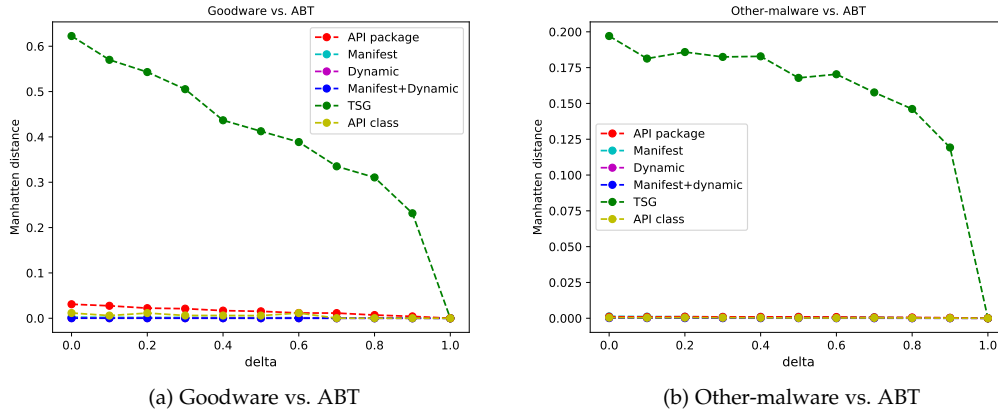 Goodware vs. ABT
Manhatten distance
0.6
0.5
0.4
0.3
0.2
0.1
0.0
API package
Manifest
Dynamic
Manifest+Dynamic
TSG
API class
0.0 0.2 0.4 0.6 0.8 1.0
delta
(a) Goodware vs. ABT
Other-malware vs. ABT
Manhatten distance
0.200
0.175
0.150
0.125
0.100
0.075
0.050
0.025
0.000
API package
Manifest
Dynamic
Manifest+dynamic
TSG
API class
0.0 0.2 0.4 0.6 0.8 1.0
delta
(b) Other-malware vs. ABT